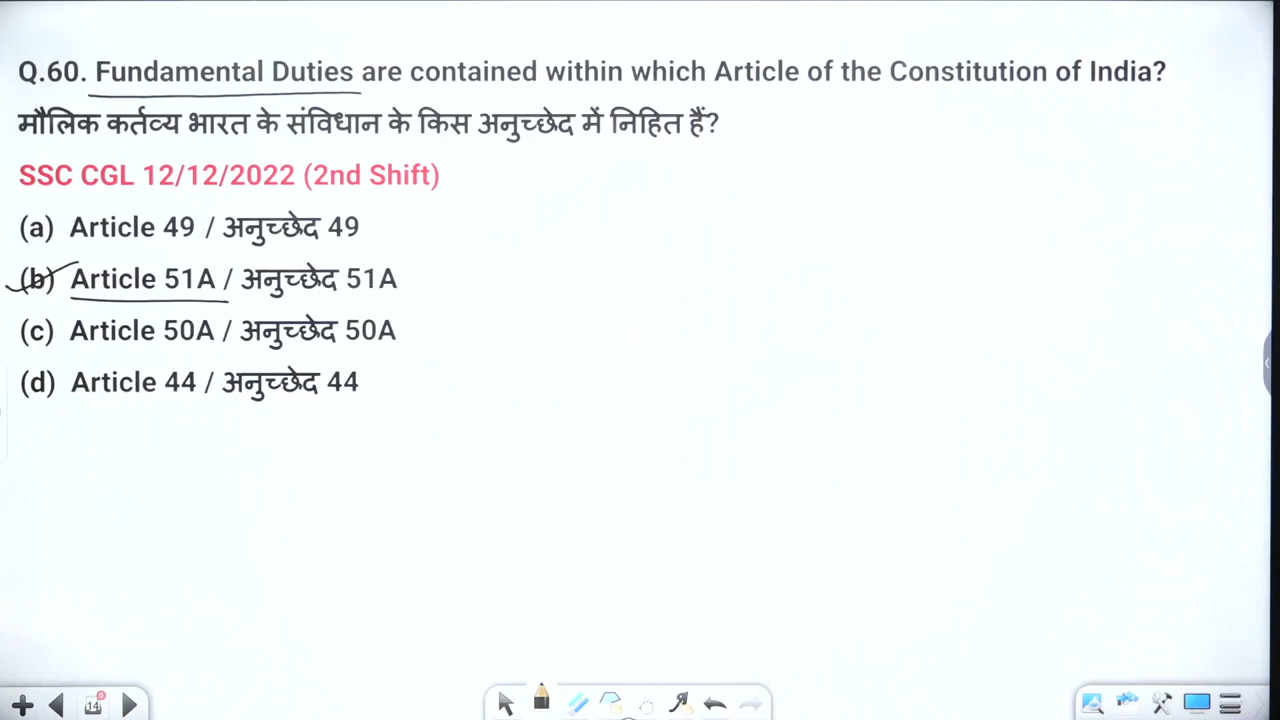 Q.60. Fundamental Duties are contained within which Article of the Constitution of India?
मौलिक कर्तव्य भारत के संविधान के किस अनुच्छेद में निहित हैं?
SSC CGL 12/12/2022 (2nd Shift)
(a) Article 49 / अनुच्छेद 49
(b) Article 51A / अनुच्छेद 51A
(c) Article 50A / अनुच्छेद 50A
(d) Article 44 / अनुच्छेद 44
14